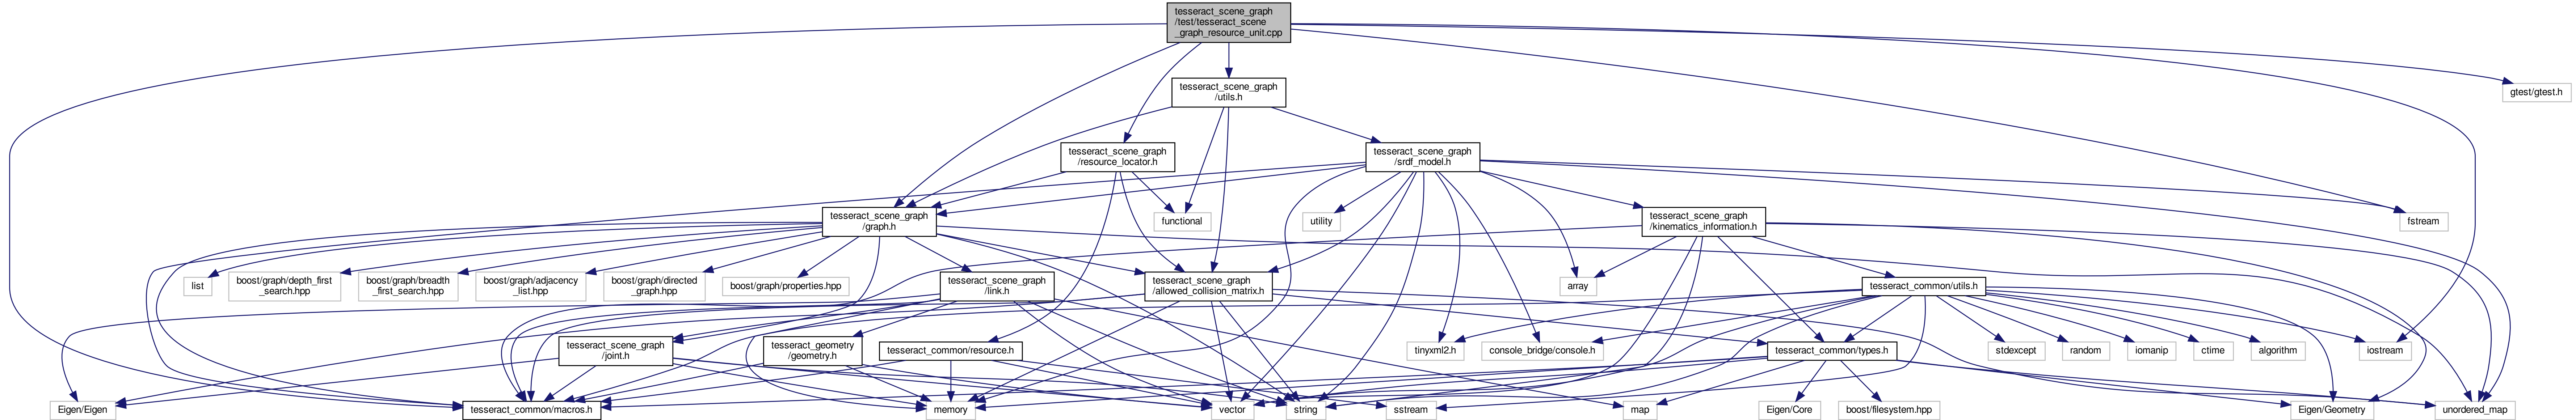 tesseract_scene_graph
/test/tesseract_scene
_graph_resource_unit.cpp
gtest/gtest.h
tesseract_scene_graph
/utils.h
tesseract_scene_graph
/resource_locator.h
tesseract_scene_graph
/srdf_model.h
tesseract_scene_graph
/graph.h
functional
utility
tesseract_scene_graph
/kinematics_information.h
fstream
list
boost/graph/depth_first
_search.hpp
boost/graph/breadth
_first_search.hpp
boost/graph/adjacency
_list.hpp
boost/graph/directed
_graph.hpp
boost/graph/properties.hpp
tesseract_scene_graph
/link.h
tesseract_scene_graph
/allowed_collision_matrix.h
array
tesseract_common/utils.h
tesseract_scene_graph
/joint.h
tesseract_geometry
/geometry.h
tesseract_common/resource.h
tinyxml2.h
console_bridge/console.h
tesseract_common/types.h
stdexcept
random
iomanip
ctime
algorithm
iostream
Eigen/Eigen
tesseract_common/macros.h
memory
vector
string
sstream
map
Eigen/Core
boost/filesystem.hpp
Eigen/Geometry
unordered_map